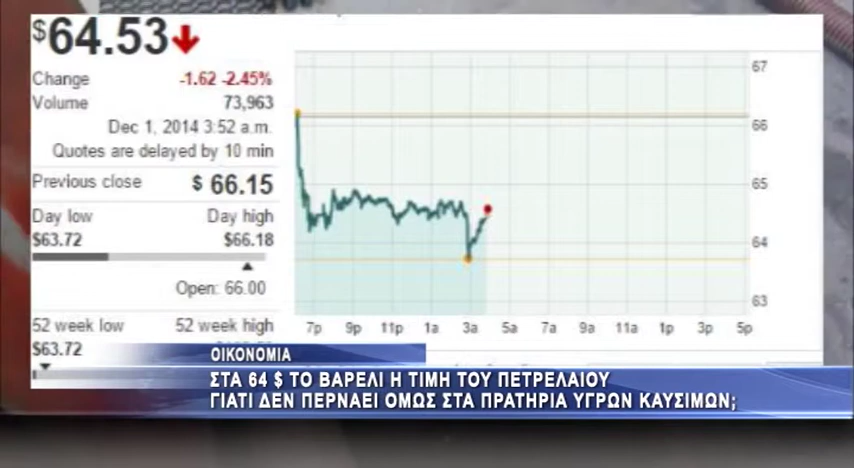 $64.53
Change -1.62 -2.45%
Volume 73,963
Dec 1, 2014 3:52 a.m.
Quotes are delayed by 10 min
Previous close $ 66.15
Day low Day high
$63.72 $66.18
Open: 66.00
52 week low 52 week high
$63.72
67
66
65
64
63
7p 9p 11p 1a 3a 5a 7a 9a 11a 1p 3p 5p
ΟΙΚΟΝΟΜΙΑ
ΣΤΑ 64 $ ΤΟ ΒΑΡΕΛΙ Η ΤΙΜΗ ΤΟΥ ΠΕΤΡΕΛΑΙΟΥ
ΓΙΑΤΙ ΔΕΝ ΠΕΡΝΑΕΙ ΟΜΩΣ ΣΤΑ ΠΡΑΤΗΡΙΑ ΥΓΡΩΝ ΚΑΥΣΙΜΩΝ;